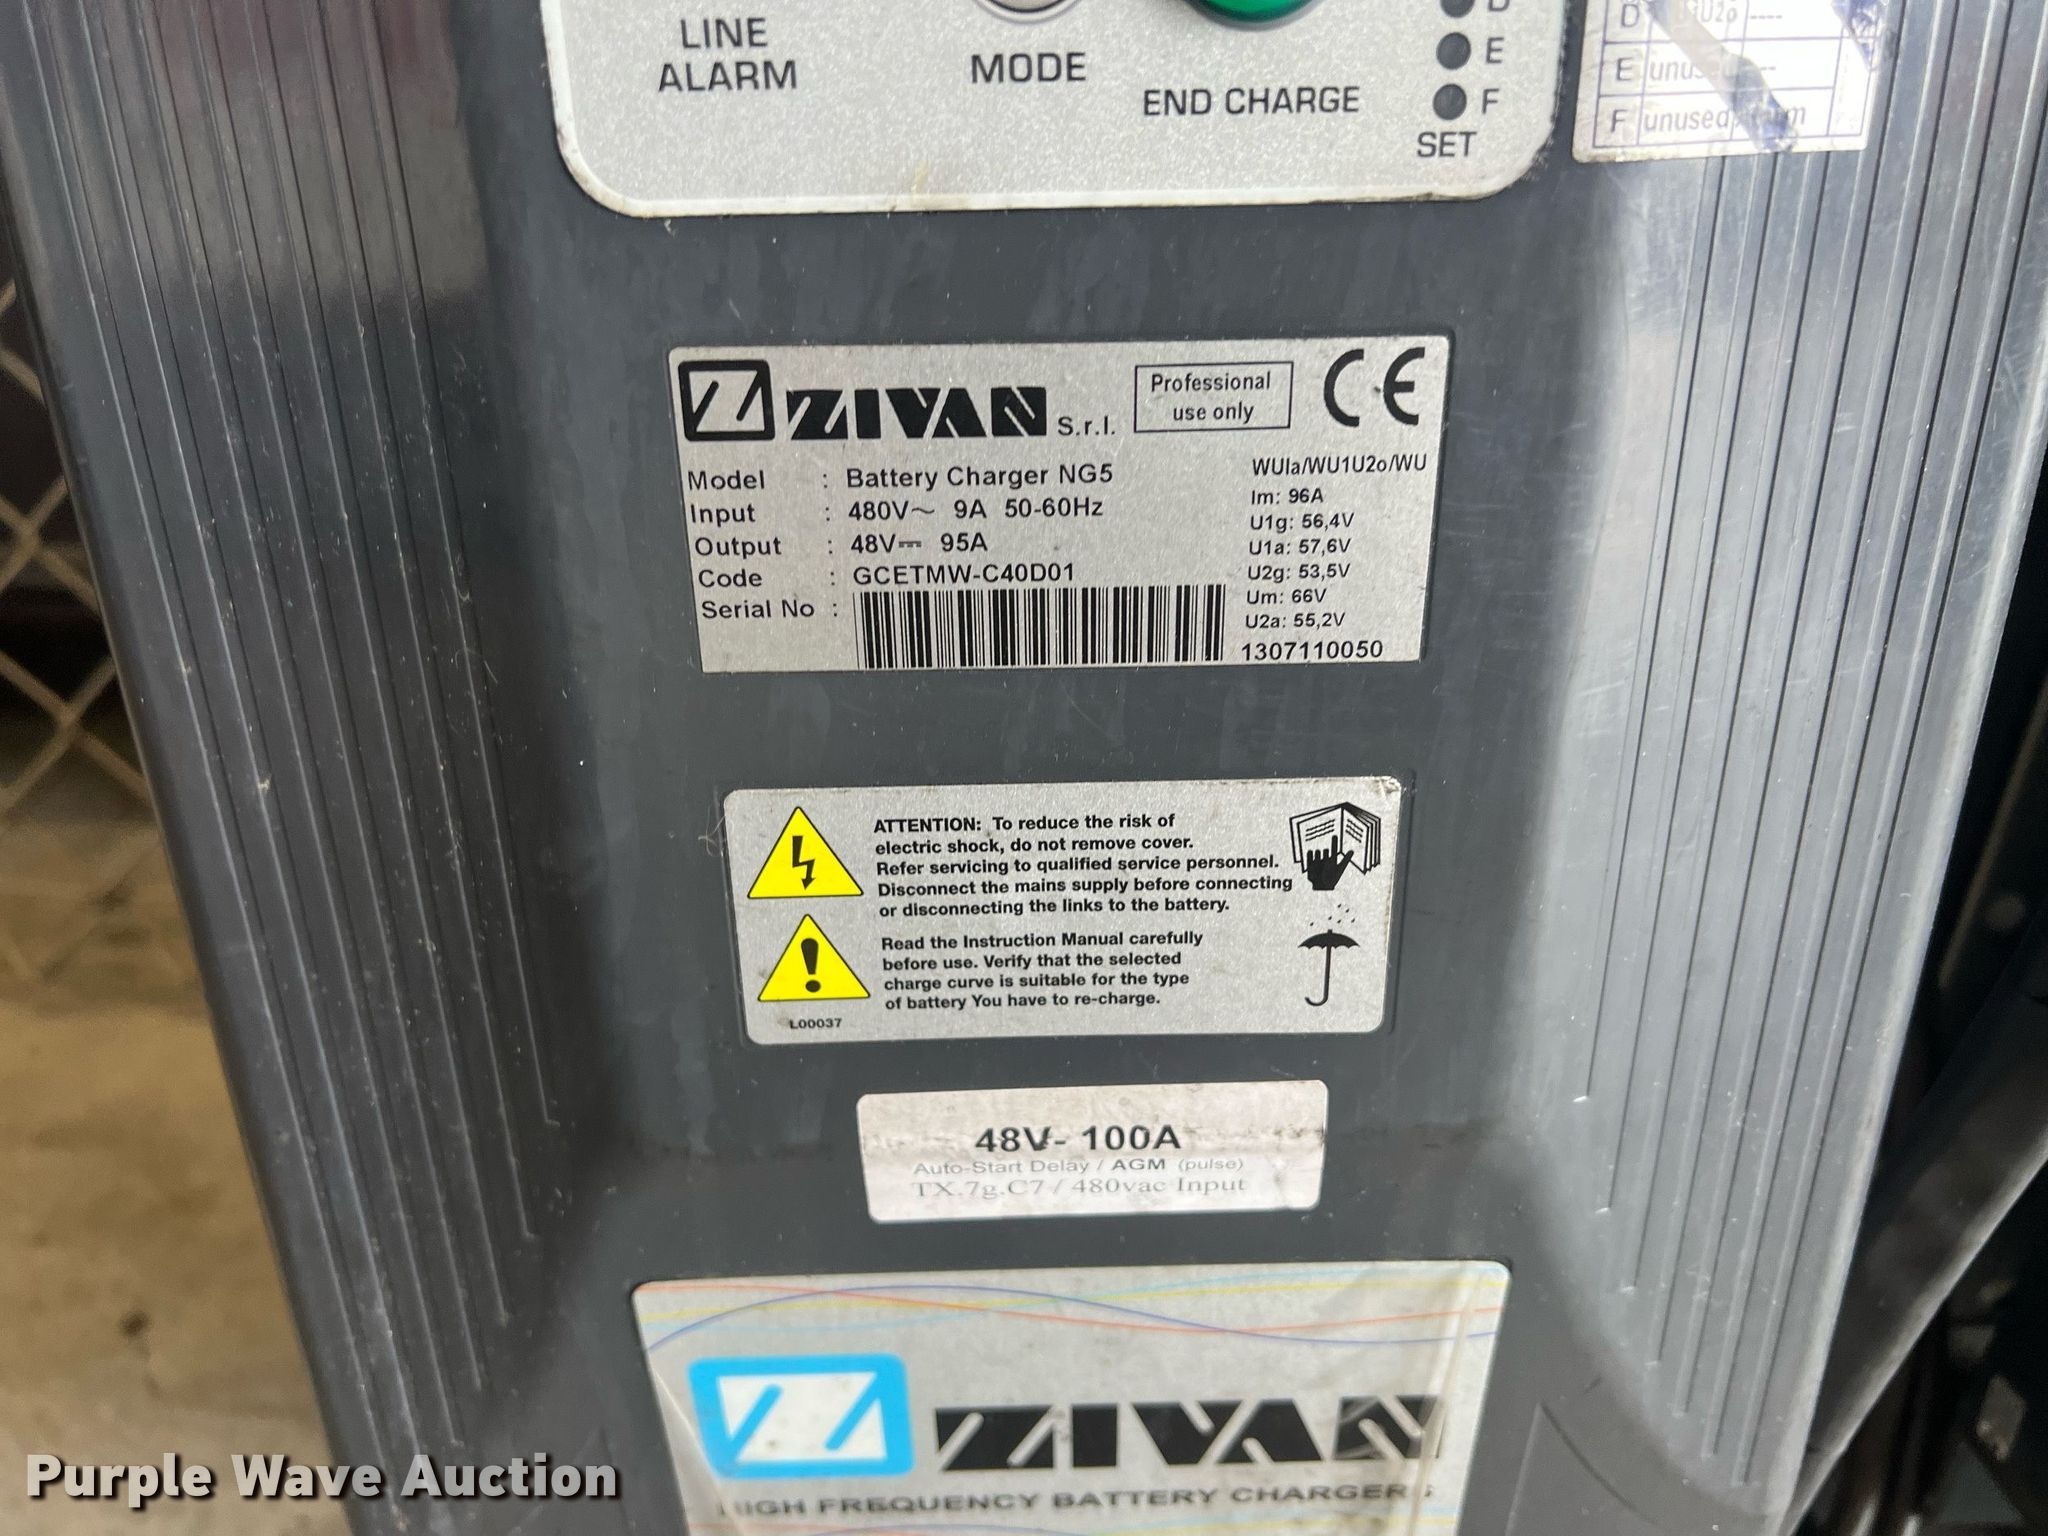 LINE
ALARM
MODE
END CHARGE
D
E
F
SET
D U2o ----
E
F unused
ZIVAN S.r.l.
Professional
use only
CE
Model : Battery Charger NG5
Input : 480V~ 9A 50-60Hz
Output : 48V⎓ 95A
Code : GCETMW-C40D01
Serial No :
WUIa/WU1U2o/WU
Im: 96A
U1g: 56,4V
U1a: 57,6V
U2g: 53,5V
Um: 66V
U2a: 55,2V
1307110050
ATTENTION: To reduce the risk of
electric shock, do not remove cover.
Refer servicing to qualified service personnel.
Disconnect the mains supply before connecting
or disconnecting the links to the battery.
Read the Instruction Manual carefully
before use. Verify that the selected
charge curve is suitable for the type
of battery You have to re-charge.
L00037
48V- 100A
Auto-Start Delay / AGM (pulse)
TX.7g.C7 / 480vac Input
ZIVAN
HIGH FREQUENCY BATTERY CHARGERS
Purple Wave Auction